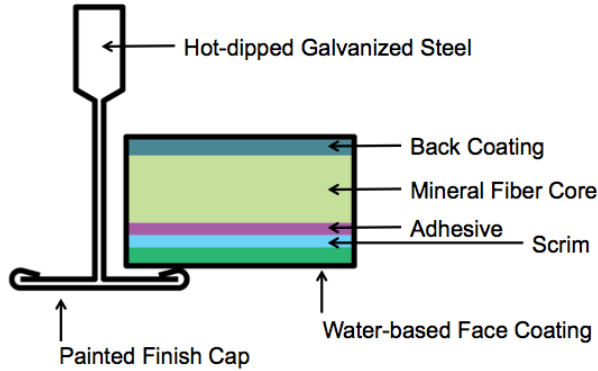 Hot-dipped Galvanized Steel
Back Coating
Mineral Fiber Core
Adhesive
Scrim
Water-based Face Coating
Painted Finish Cap